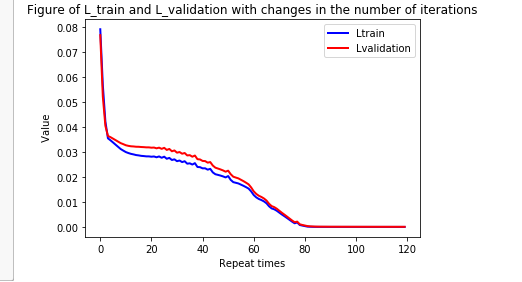 Figure of L_train and L_validation with changes in the number of iterations
Ltrain
Lvalidation
Value
0.08
0.07
0.06
0.05
0.04
0.03
0.02
0.01
0.00
0 20 40 60 80 100 120
Repeat times